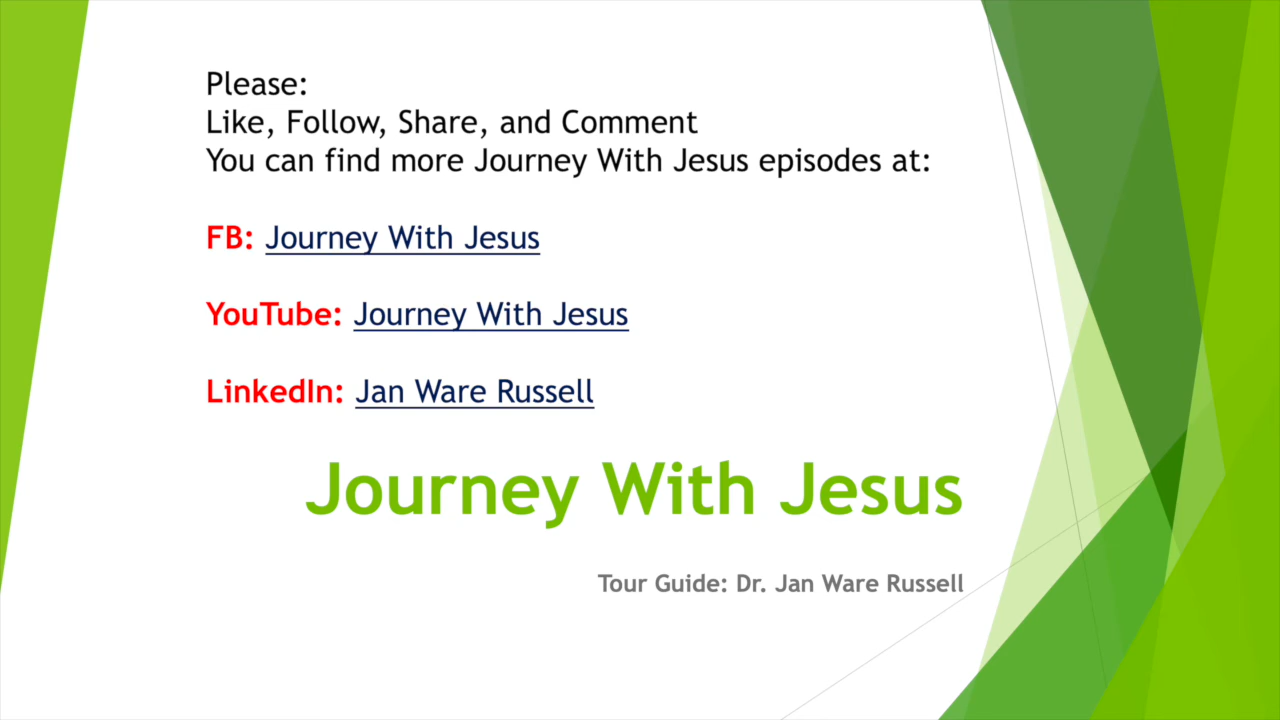 Please:
Like, Follow, Share, and Comment
You can find more Journey With Jesus episodes at:
FB: Journey With Jesus
YouTube: Journey With Jesus
LinkedIn: Jan Ware Russell
Journey With Jesus
Tour Guide: Dr. Jan Ware Russell